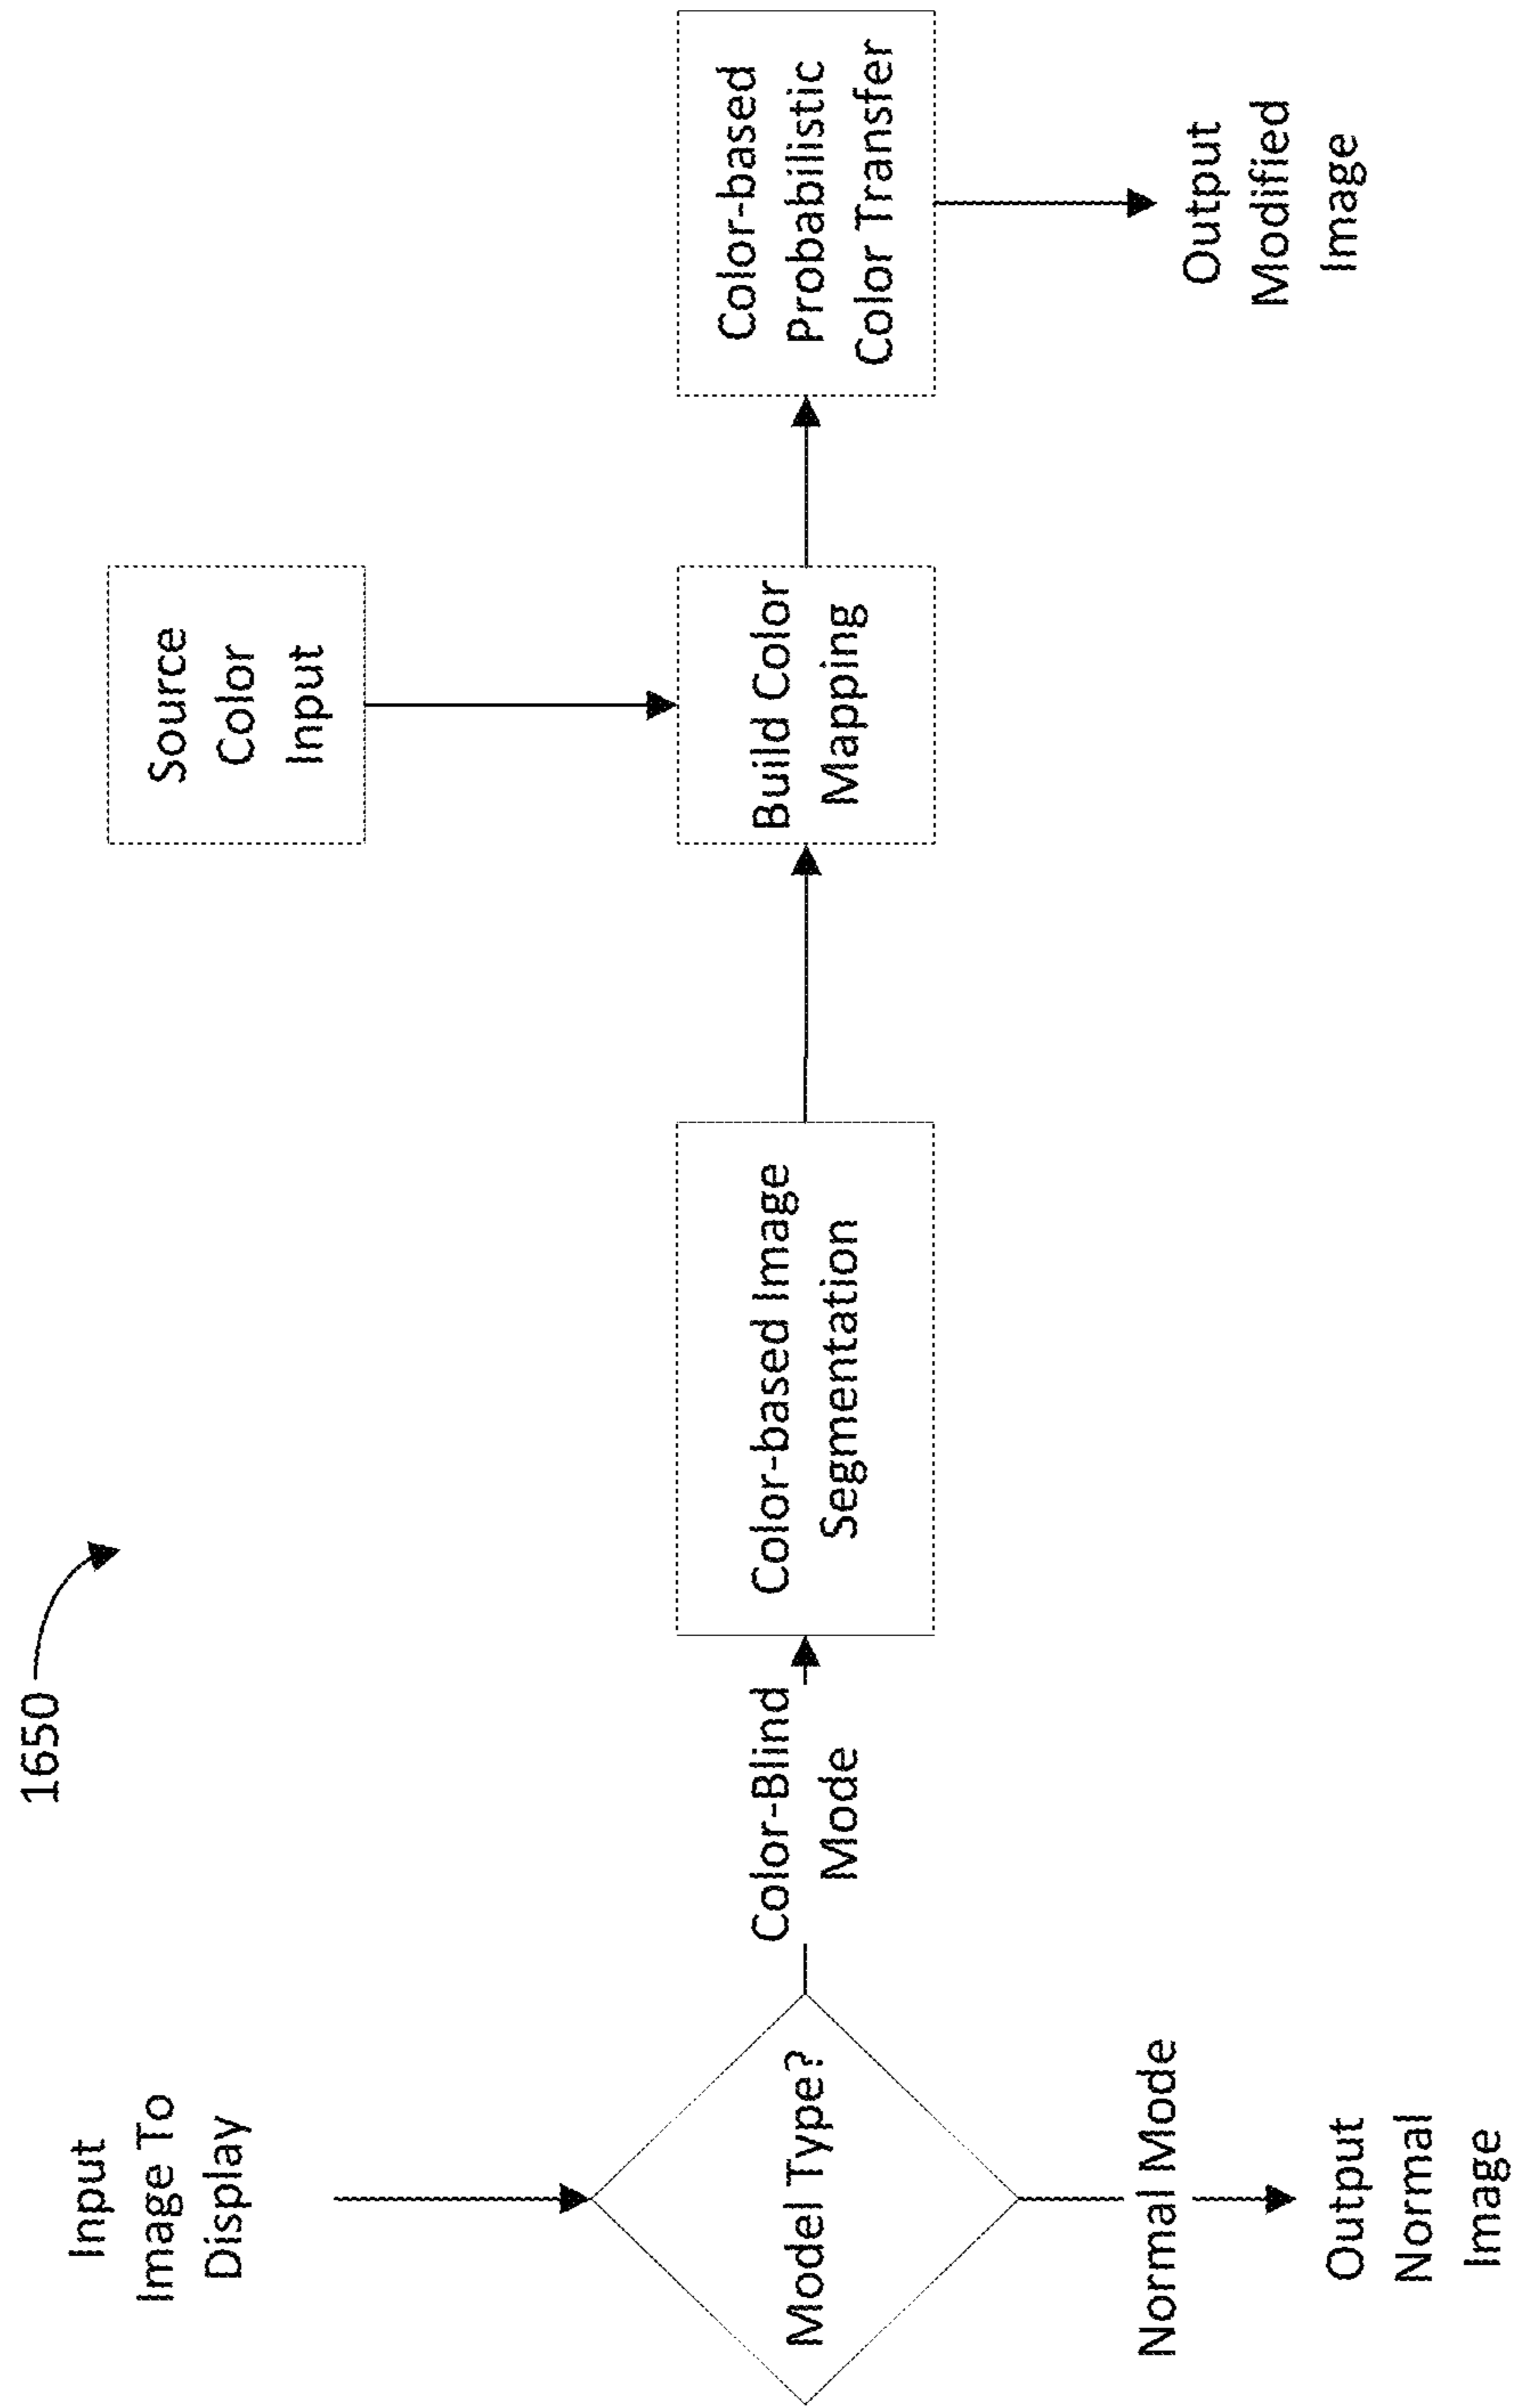 1650
Input
Image To
Display
Model Type?
Normal Mode
Output
Normal
Image
Color-Blind
Mode
Color-based Image
Segmentation
Source
Color
Input
Build Color
Mapping
Color-based
Probabilistic
Color Transfer
Output
Modified
Image